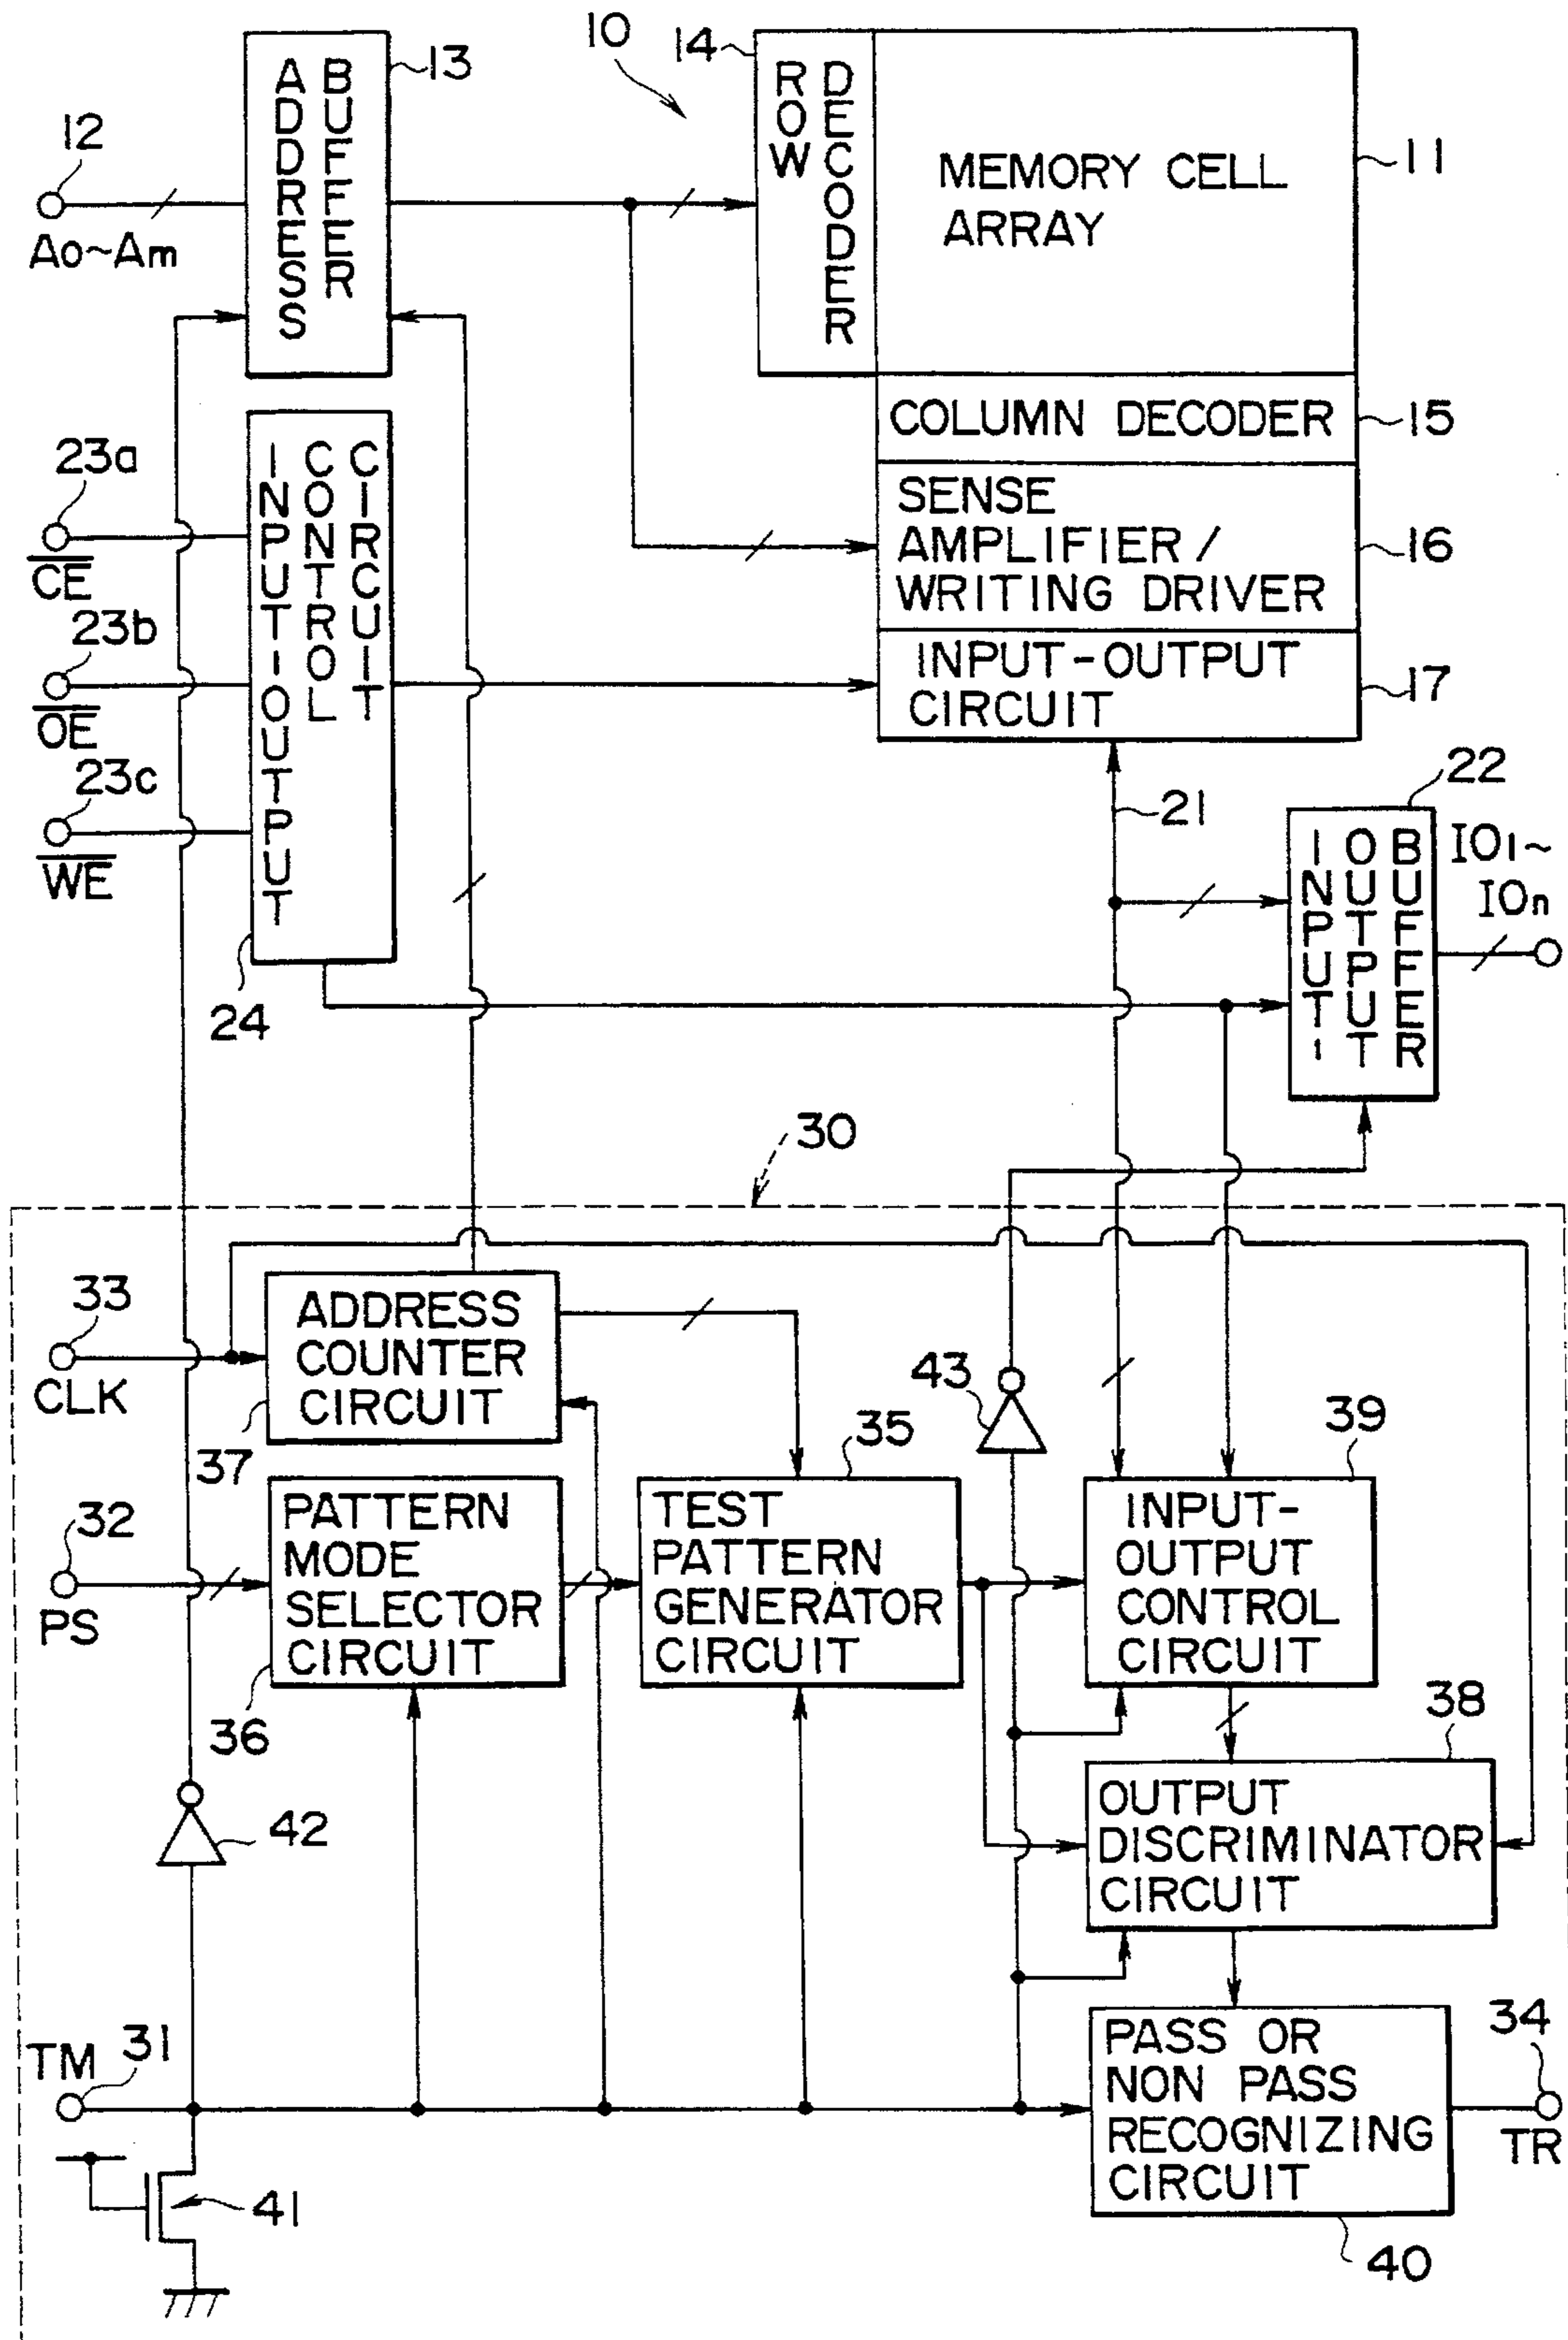 10
12
Ao~Am
ADDRESS
BUFFER
13
14
ROW
DECODER
MEMORY CELL
ARRAY
11
COLUMN DECODER
15
SENSE
AMPLIFIER/
WRITING DRIVER
16
INPUT-OUTPUT
CIRCUIT
17
23a
CE
23b
OE
23c
WE
INPUT-OUTPUT
CONTROL
CIRCUIT
24
21
22
INPUT-
OUTPUT
BUFFER
IO1~
IOn
30
33
CLK
ADDRESS
COUNTER
CIRCUIT
37
32
PS
PATTERN
MODE
SELECTOR
CIRCUIT
36
35
TEST
PATTERN
GENERATOR
CIRCUIT
43
39
INPUT-
OUTPUT
CONTROL
CIRCUIT
38
OUTPUT
DISCRIMINATOR
CIRCUIT
42
TM
31
41
PASS OR
NON PASS
RECOGNIZING
CIRCUIT
40
34
TR